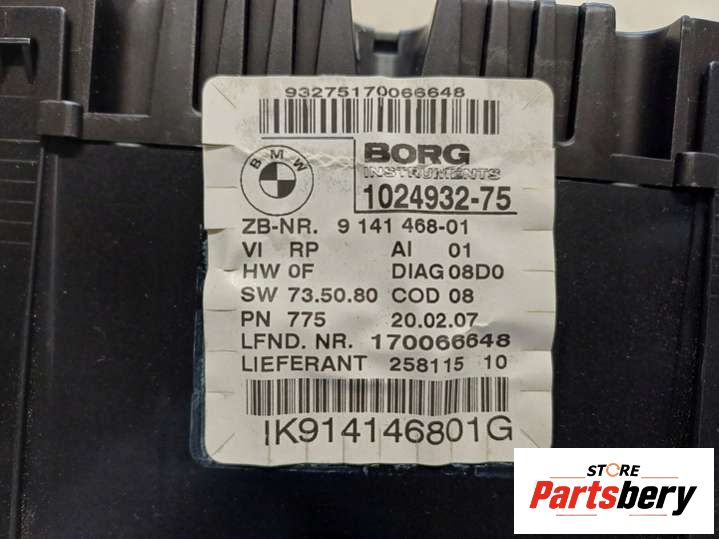 93275170066648
BMW
BORG
INSTRUMENTS
1024932-75
ZB-NR. 9 141 468-01
VI RP AI 01
HW 0F DIAG 08D0
SW 73.50.80 COD 08
PN 775 20.02.07
LFND. NR. 170066648
LIEFERANT 258115 10
IK914146801G
STORE
Partsbery